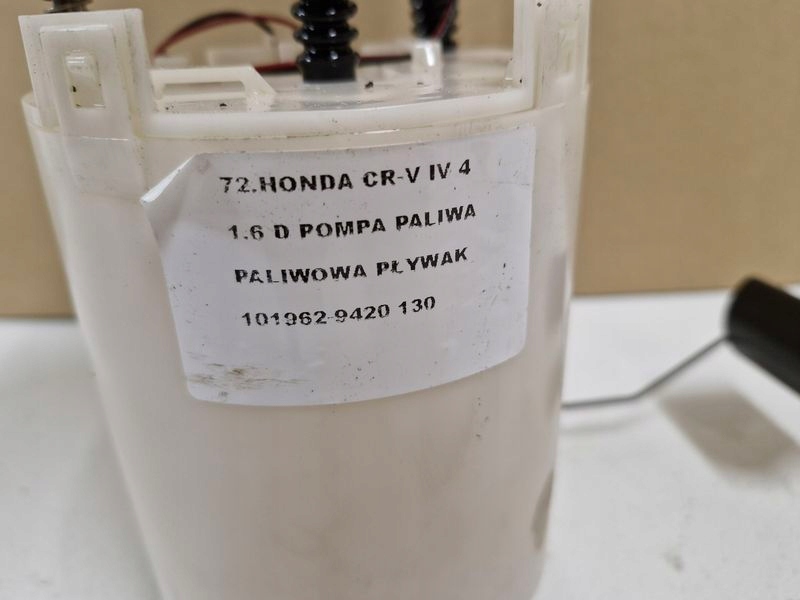 72.HONDA CR-V IV 4
1.6 D POMPA PALIWA
PALIWOWA PŁYWAK
101962-9420 130